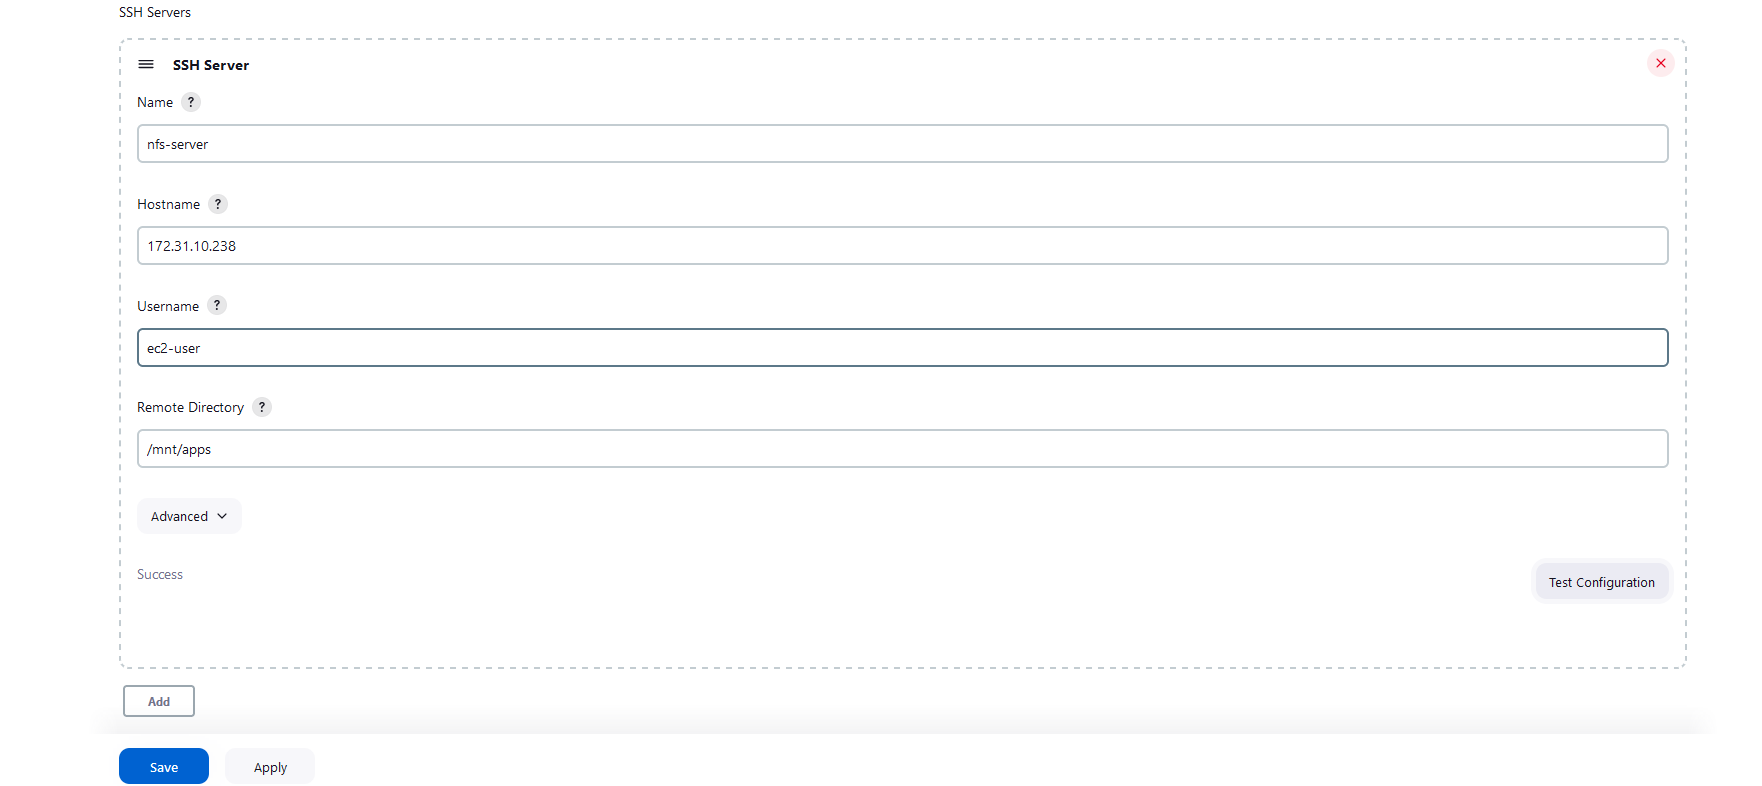 SSH Servers
SSH Server
Name ?
nfs-server
Hostname ?
172.31.10.238
Username ?
ec2-user
Remote Directory ?
/mnt/apps
Advanced
Success
Test Configuration
Add
Save Apply